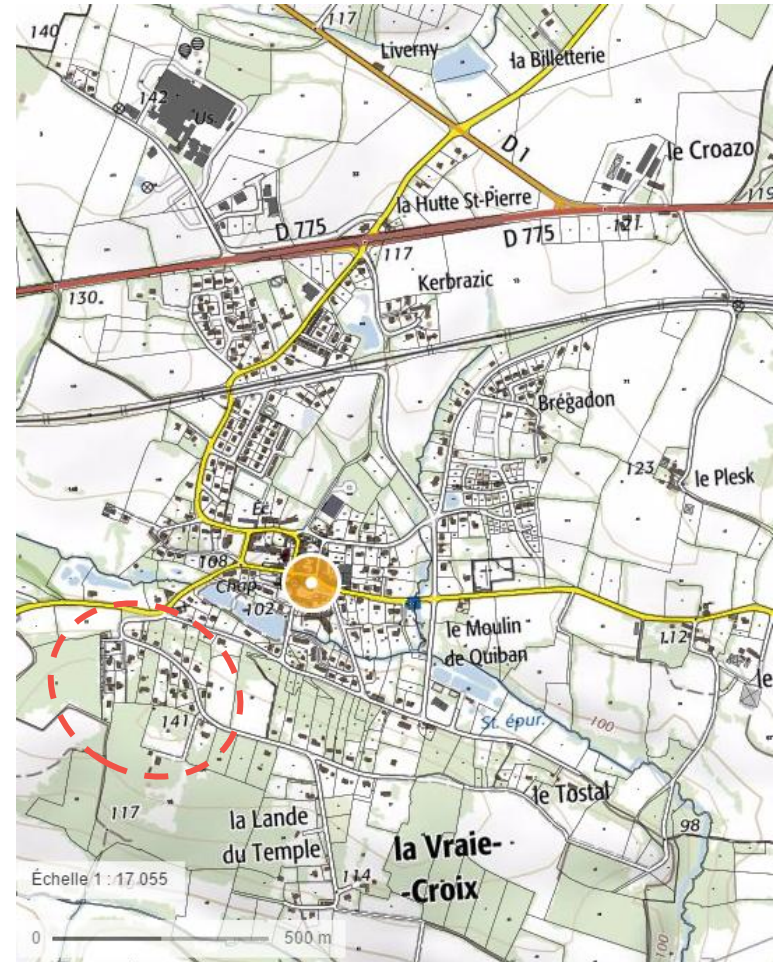 117
140
Liverny
la Billetterie
142
Us.
D 1
le Croazo
la Hutte St-Pierre
119
D 775
D 775
121
117
130
Kerbrazic
Brégadon
123
le Plesk
Ec.
108
Chap.
102
le Moulin
de Quiban
112
le
141
St. épur.
100
le Tostal
117
la Lande
du Temple
la Vraie-
-Croix
98
114
Échelle 1 : 17 055
0
500 m
100